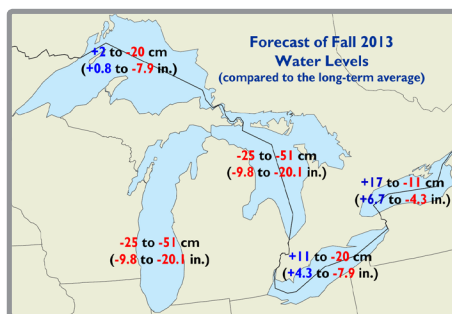 Forecast of Fall 2013
Water Levels
(compared to the long-term average)
+2 to -20 cm
(+0.8 to -7.9 in.)
-25 to -51 cm
(-9.8 to -20.1 in.)
+17 to -11 cm
(+6.7 to -4.3 in.)
-25 to -51 cm
(-9.8 to -20.1 in.)
+11 to -20 cm
(+4.3 to -7.9 in.)